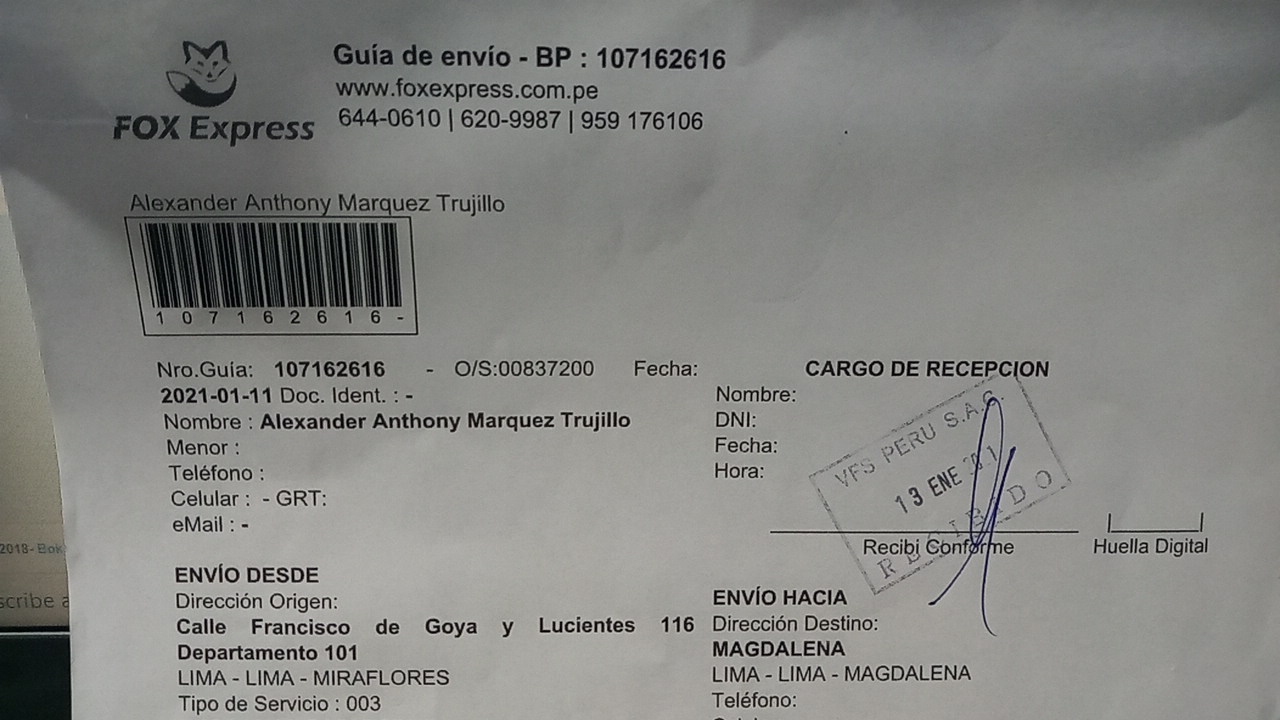 FOX Express
Guía de envío - BP : 107162616
www.foxexpress.com.pe
644-0610 | 620-9987 | 959 176106
Alexander Anthony Marquez Trujillo
1 0 7 1 6 2 6 1 6 -
Nro.Guía: 107162616 - O/S:00837200 Fecha:
2021-01-11 Doc. Ident. : -
Nombre : Alexander Anthony Marquez Trujillo
Menor :
Teléfono :
Celular : - GRT:
eMail : -
CARGO DE RECEPCION
Nombre:
DNI:
Fecha:
Hora:
VFS PERU S.A.C.
13 ENE
RECIBIDO
Recibi Conforme
Huella Digital
ENVÍO DESDE
Dirección Origen:
Calle Francisco de Goya y Lucientes 116
Departamento 101
LIMA - LIMA - MIRAFLORES
Tipo de Servicio : 003
ENVÍO HACIA
Dirección Destino:
MAGDALENA
LIMA - LIMA - MAGDALENA
Teléfono:
2018- Bok
scribe a